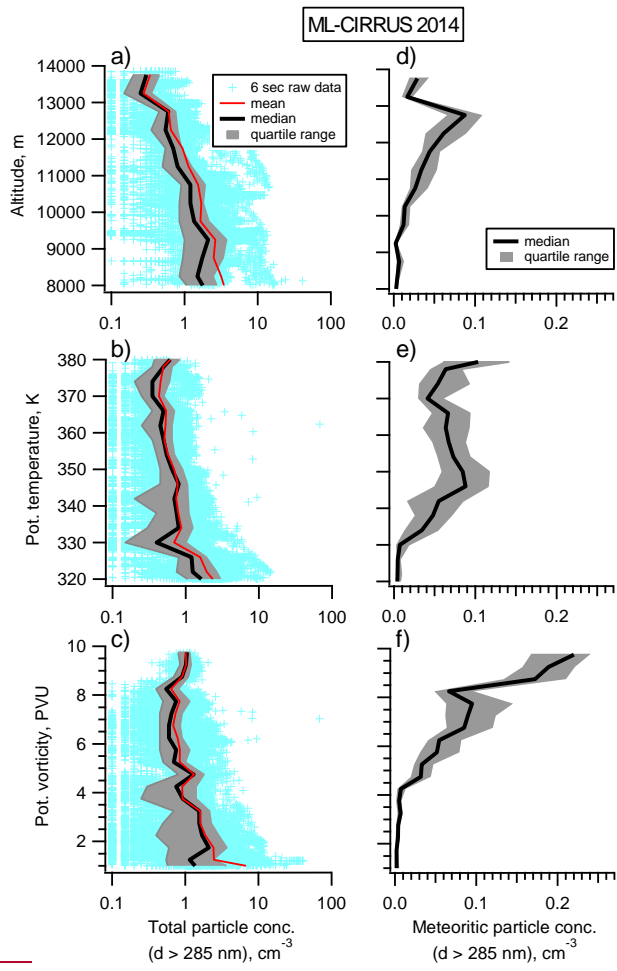 ML-CIRRUS 2014
a)
d)
14000
13000
12000
11000
10000
9000
8000
Altitude, m
6 sec raw data
mean
median
quartile range
median
quartile range
0.1
1
10
100
0.0
0.1
0.2
b)
e)
380
370
360
350
340
330
320
Pot. temperature, K
0.1
1
10
100
0.0
0.1
0.2
c)
f)
10
8
6
4
2
Pot. vorticity, PVU
0.1
1
10
100
0.0
0.1
0.2
Total particle conc.
(d > 285 nm), cm⁻³
Meteoritic particle conc.
(d > 285 nm), cm⁻³